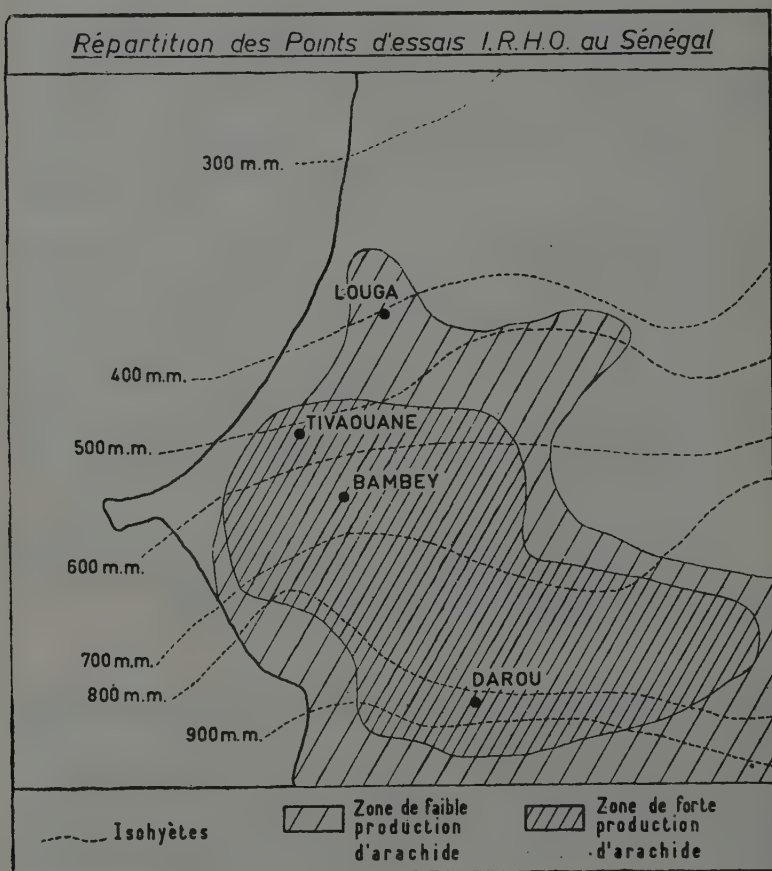 Répartition des Points d'essais I.R.H.O. au Sénégal
300 m.m.
LOUGA
400 m.m.
TIVAOUANE
500 m.m.
BAMBEY
600 m.m.
700 m.m.
DAROU
800 m.m.
900 m.m.
Isohyètes
Zone de faible
production
d'arachide
Zone de forte
production
d'arachide